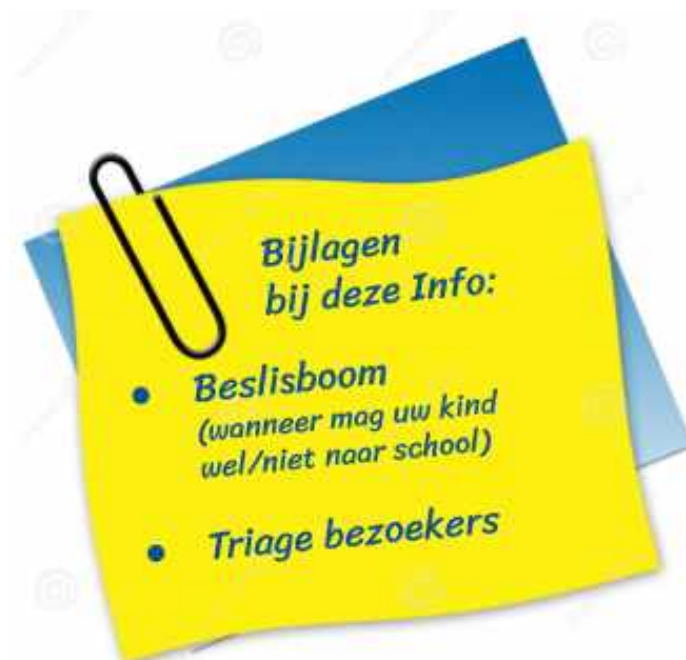 Bijlagen
bij deze Info:
• Beslisboom
(wanneer mag uw kind
wel/niet naar school)
• Triage bezoekers